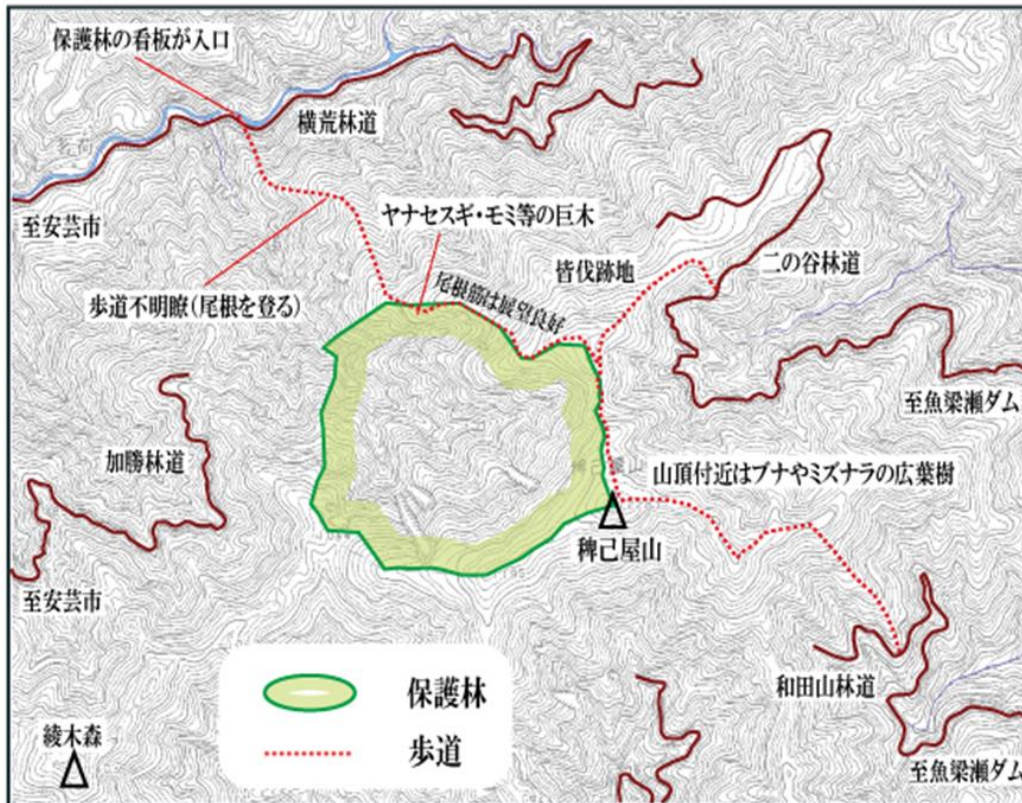 保護林の看板が入口
横荒林道
至安芸市
ヤナセスギ・モミ等の巨木
皆伐跡地
二の谷林道
尾根筋は展望良好
歩道不明瞭(尾根を登る)
至魚梁瀬ダム
加勝林道
山頂付近はブナやミズナラの広葉樹
稗己屋山
至安芸市
保護林
和田山林道
歩道
綾木森
至魚梁瀬ダム